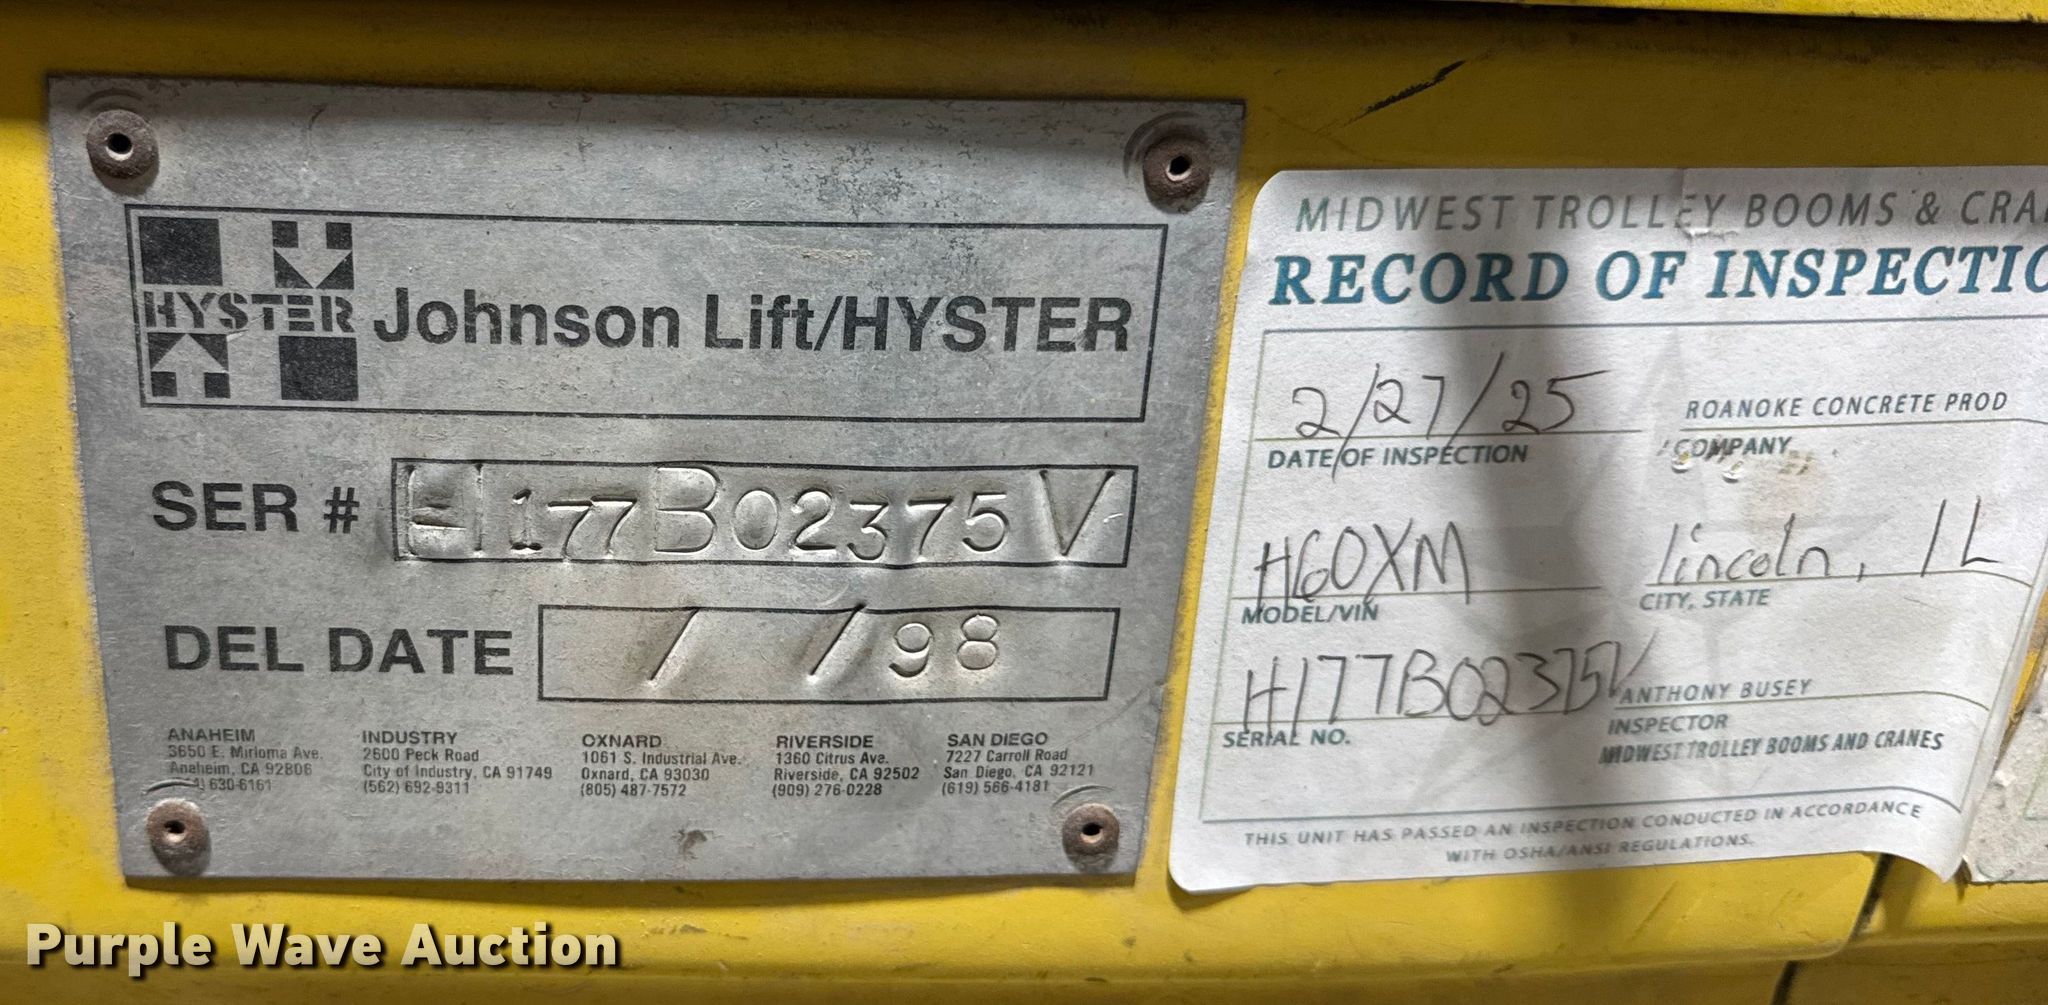 HYSTER
Johnson Lift/HYSTER
SER # H177B02375V
DEL DATE / / 98
ANAHEIM
3650 E. Miraloma Ave.
Anaheim, CA 92806
630-6161
INDUSTRY
2600 Peck Road
City of Industry, CA 91749
(562) 692-9311
OXNARD
1061 S. Industrial Ave.
Oxnard, CA 93030
(805) 487-7572
RIVERSIDE
1360 Citrus Ave.
Riverside, CA 92502
(909) 276-0228
SAN DIEGO
7227 Carroll Road
San Diego, CA 92121
(619) 566-4181
MIDWEST TROLLEY BOOMS & CRA
RECORD OF INSPECTIO
2/27/25
DATE OF INSPECTION
ROANOKE CONCRETE PROD
COMPANY
H60XM
MODEL/VIN
lincoln, IL
CITY, STATE
H177B02375V
SERIAL NO.
ANTHONY BUSEY
INSPECTOR
MIDWEST TROLLEY BOOMS AND CRANES
THIS UNIT HAS PASSED AN INSPECTION CONDUCTED IN ACCORDANCE
WITH OSHA/ANSI REGULATIONS.
Purple Wave Auction